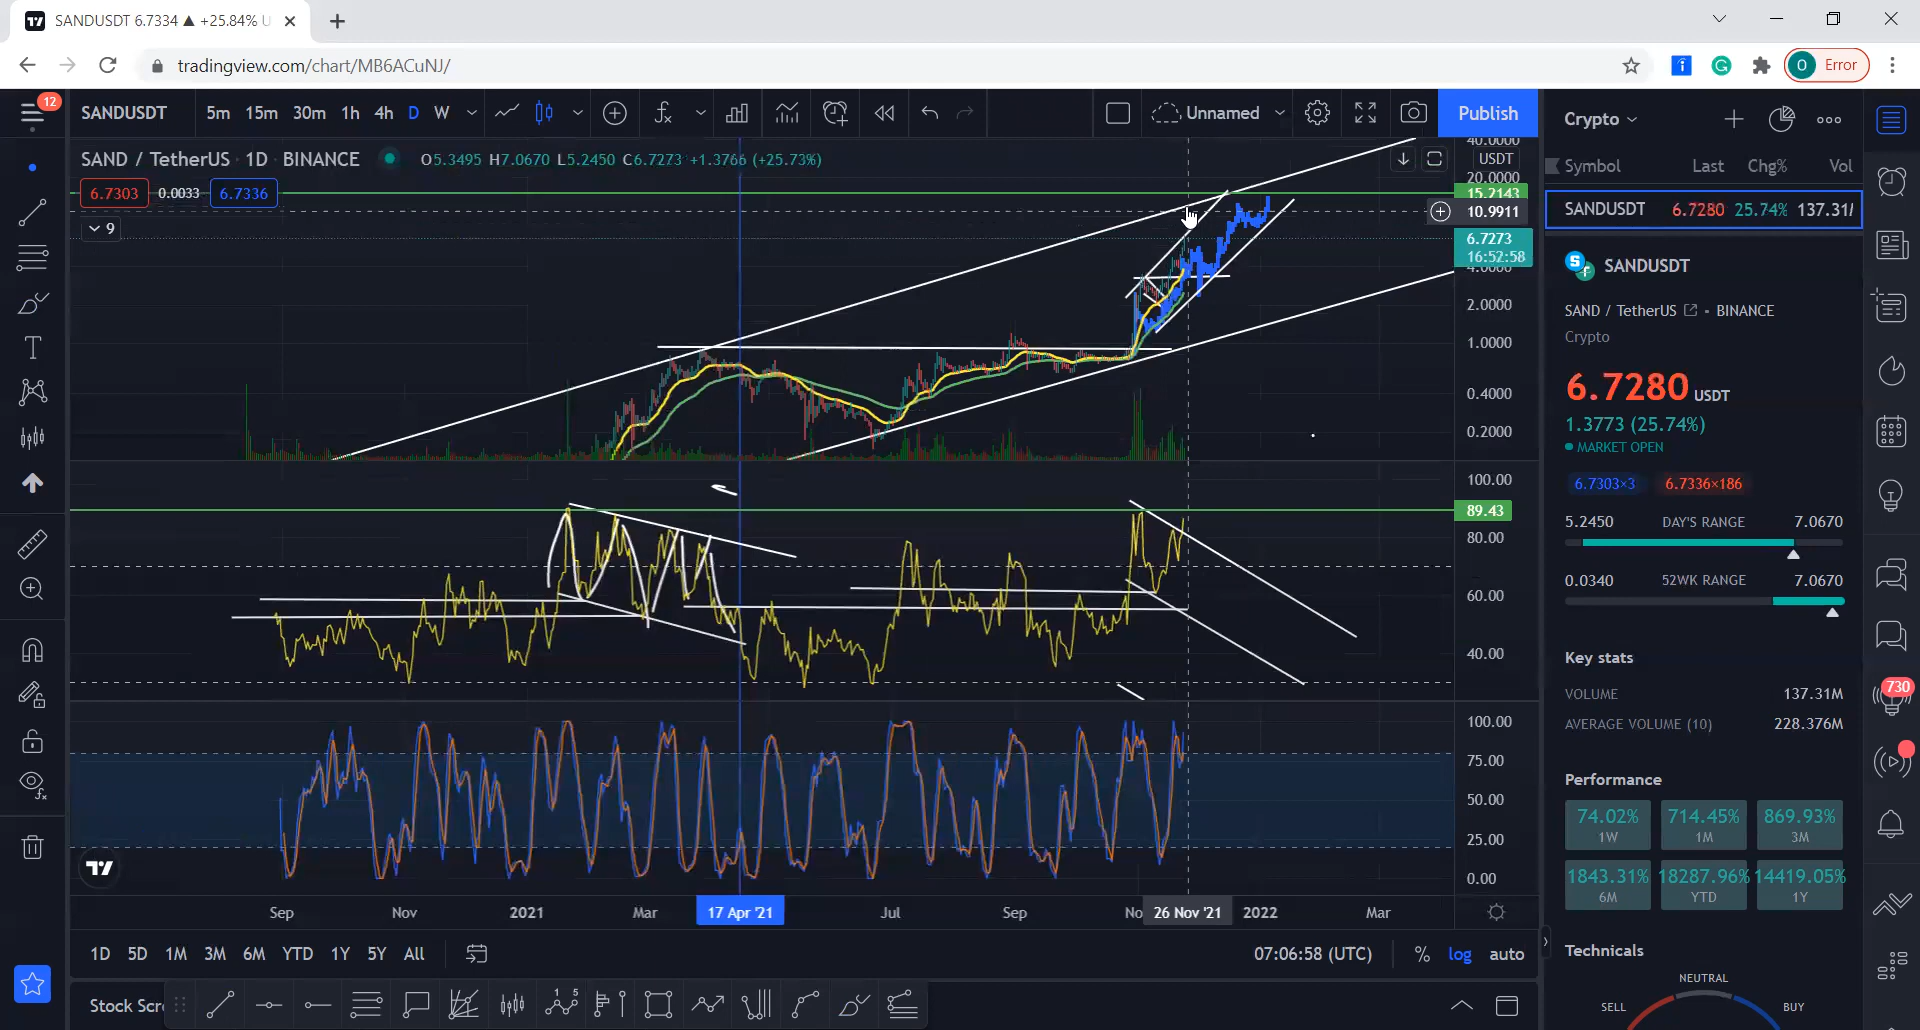 SANDUSDT 6.7334 ▲ +25.84% U
tradingview.com/chart/MB6ACuNJ/
O Error
12
SANDUSDT 5m 15m 30m 1h 4h D W Unnamed Publish
Crypto
SAND / TetherUS · 1D · BINANCE O5.3495 H7.0670 L5.2450 C6.7273 +1.3766 (+25.73%)
6.7303 0.0033 6.7336
9
40.0000
USDT
20.0000
15.2143
10.9911
6.7273
16:52:58
4.0000
2.0000
1.0000
0.4000
0.2000
100.00
89.43
80.00
60.00
40.00
100.00
75.00
50.00
25.00
0.00
Sep Nov 2021 Mar 17 Apr '21 Jul Sep No 26 Nov '21 2022 Mar
1D 5D 1M 3M 6M YTD 1Y 5Y All 07:06:58 (UTC) % log auto
Stock Scr
1 5
Symbol Last Chg% Vol
SANDUSDT 6.7280 25.74% 137.31
SANDUSDT
SAND / TetherUS • BINANCE
Crypto
6.7280 USDT
1.3773 (25.74%)
MARKET OPEN
6.7303×3 6.7336×186
5.2450 DAY'S RANGE 7.0670
0.0340 52WK RANGE 7.0670
Key stats
VOLUME 137.31M
AVERAGE VOLUME (10) 228.376M
Performance
74.02% 714.45% 869.93%
1W 1M 3M
1843.31% 18287.96% 14419.05%
6M YTD 1Y
Technicals
NEUTRAL
SELL BUY
730